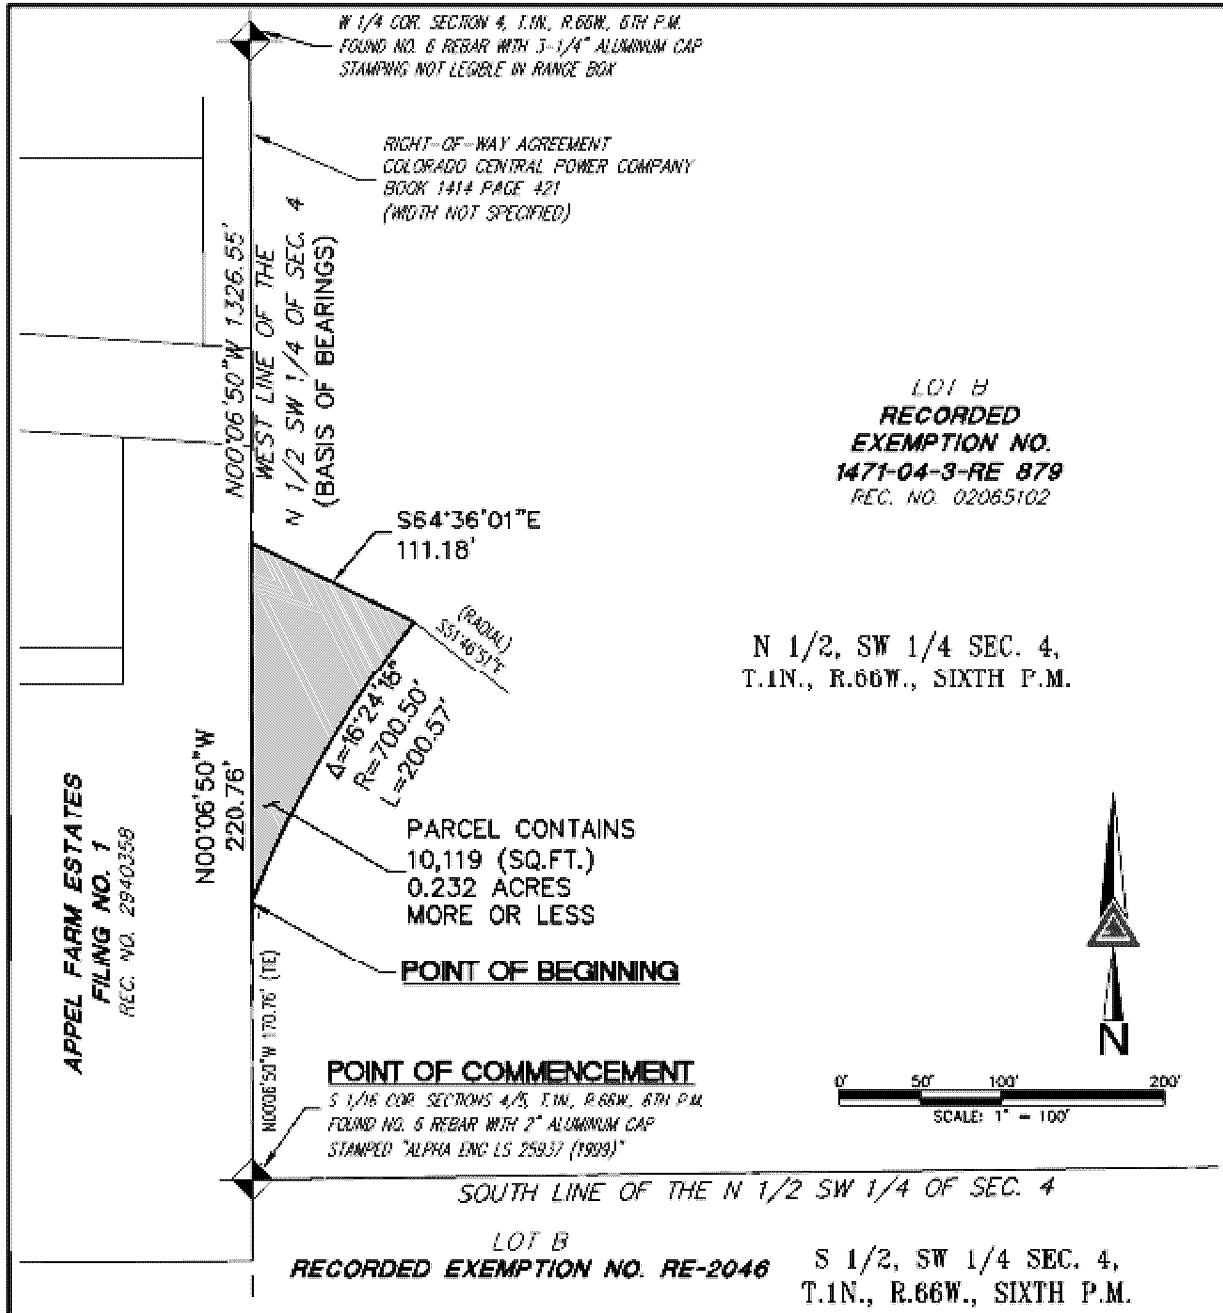 W 1/4 COR. SECTION 4, T.1N., R.66W., 6TH P.M.
FOUND NO. 6 REBAR WITH 3-1/4" ALUMINUM CAP
STAMPING NOT LEGIBLE IN RANGE BOX
RIGHT-OF-WAY AGREEMENT
COLORADO CENTRAL POWER COMPANY
BOOK 1414 PAGE 421
(WIDTH NOT SPECIFIED)
N00°06'50"W 1326.55'
WEST LINE OF THE
N 1/2 SW 1/4 OF SEC. 4
(BASIS OF BEARINGS)
LOT B
RECORDED
EXEMPTION NO.
1471-04-3-RE 879
REC. NO. 02065102
S64°36'01"E
111.18'
(RADIAL)
S51°46'51"E
N 1/2, SW 1/4 SEC. 4,
T.1N., R.66W., SIXTH P.M.
Δ=16°24'18"
R=700.50'
L=200.57'
N00°06'50"W
220.76'
APPEL FARM ESTATES
FILING NO. 1
REC. NO. 2940358
PARCEL CONTAINS
10,119 (SQ.FT.)
0.232 ACRES
MORE OR LESS
POINT OF BEGINNING
N00°06'50"W 170.76' (TIE)
N
POINT OF COMMENCEMENT
S 1/16 COR. SECTIONS 4/5, T.1N., R.66W., 6TH P.M.
FOUND NO. 6 REBAR WITH 2" ALUMINUM CAP
STAMPED "ALPHA ENG LS 25937 (1999)"
0' 50' 100' 200'
SCALE: 1" = 100'
SOUTH LINE OF THE N 1/2 SW 1/4 OF SEC. 4
LOT B
RECORDED EXEMPTION NO. RE-2046
S 1/2, SW 1/4 SEC. 4,
T.1N., R.66W., SIXTH P.M.